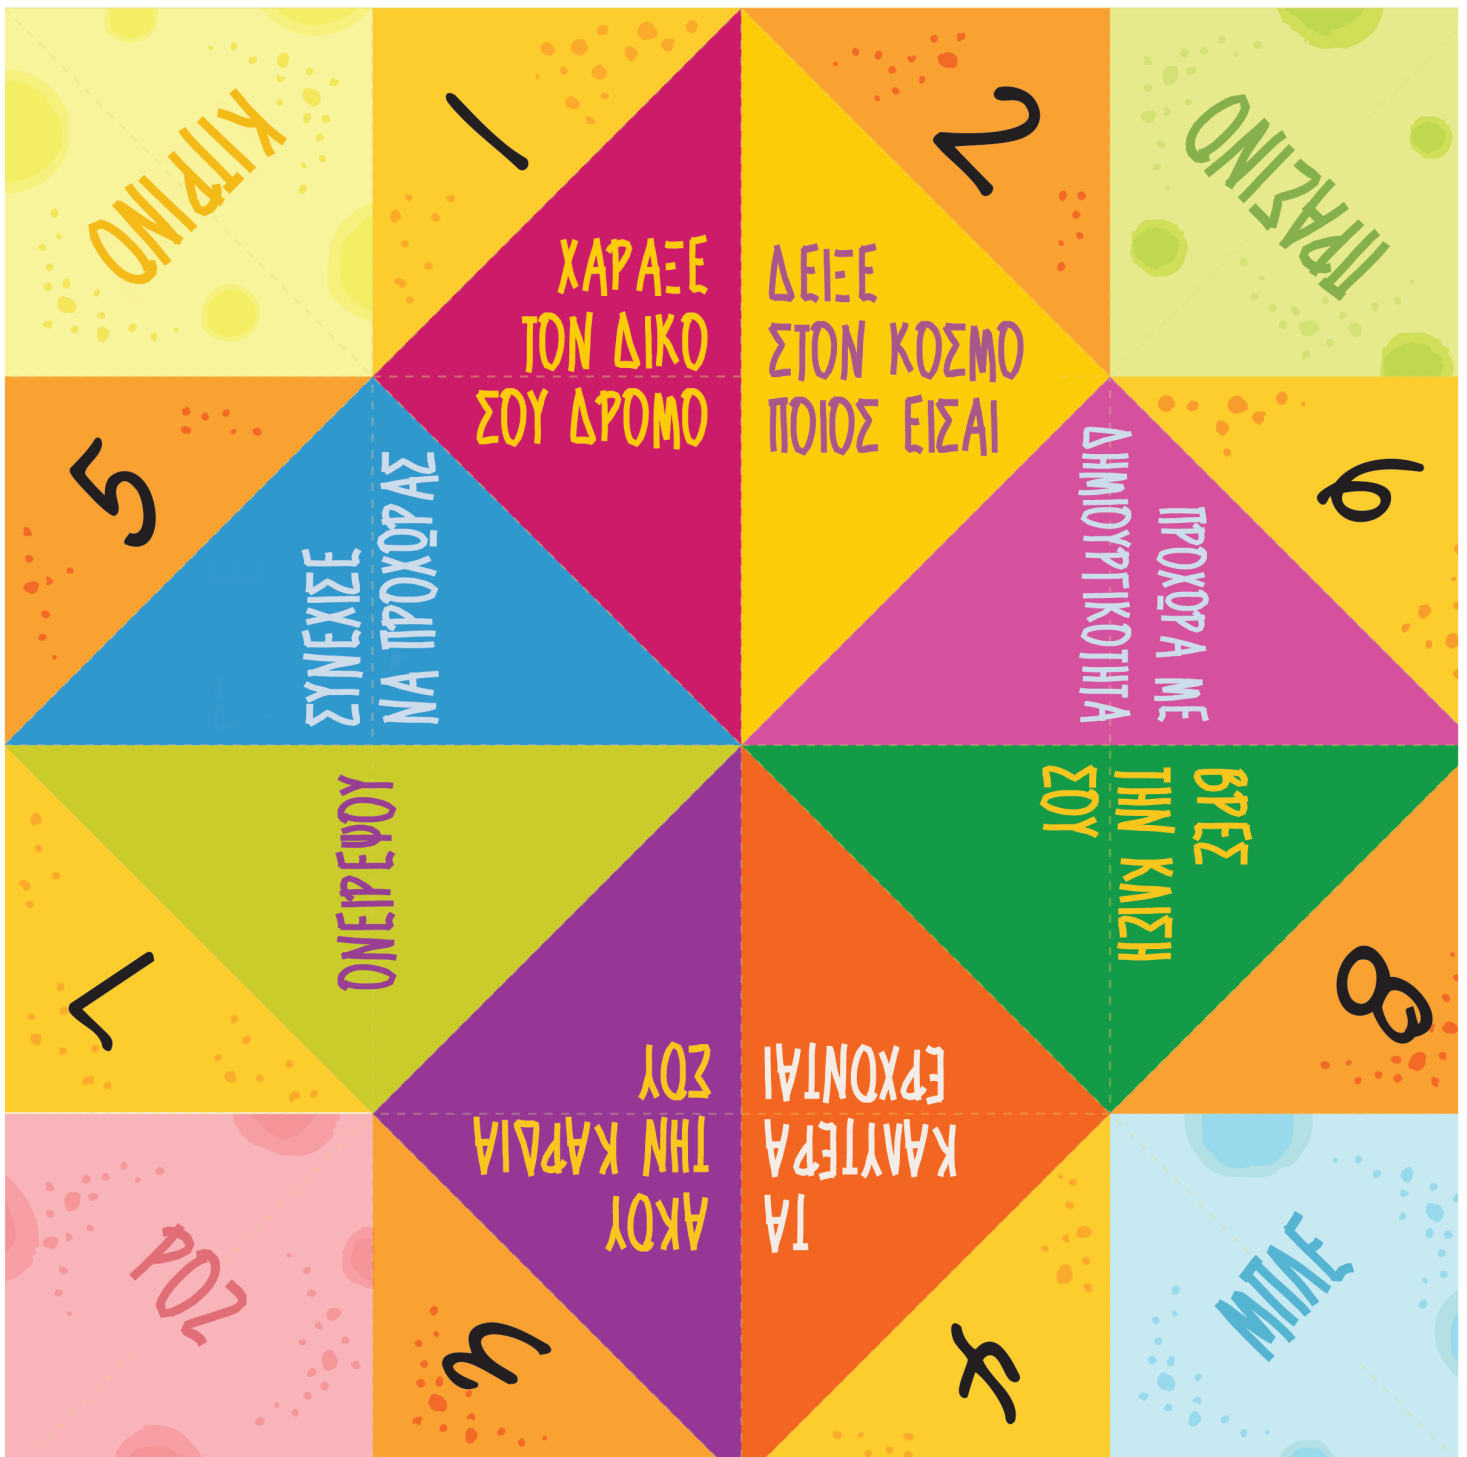 ΚΙΤΡΙΝΟ
1
2
ΠΡΑΣΙΝΟ
ΧΑΡΑΞΕ
ΤΟΝ ΔΙΚΟ
ΣΟΥ ΔΡΟΜΟ
ΔΕΙΞΕ
ΣΤΟΝ ΚΟΣΜΟ
ΠΟΙΟΣ ΕΙΣΑΙ
5
ΣΥΝΕΧΙΣΕ
ΝΑ ΠΡΟΧΩΡΑΣ
ΠΡΟΧΩΡΑ ΜΕ
ΔΗΜΙΟΥΡΓΙΚΟΤΗΤΑ
6
7
ΟΝΕΙΡΕΨΟΥ
ΒΡΕΣ
ΤΗΝ ΚΛΙΣΗ
ΣΟΥ
8
ΑΚΟΥ
ΤΗΝ ΚΑΡΔΙΑ
ΣΟΥ
ΤΑ
ΚΑΛΥΤΕΡΑ
ΕΡΧΟΝΤΑΙ
ΡΟΖ
3
4
ΜΠΛΕ